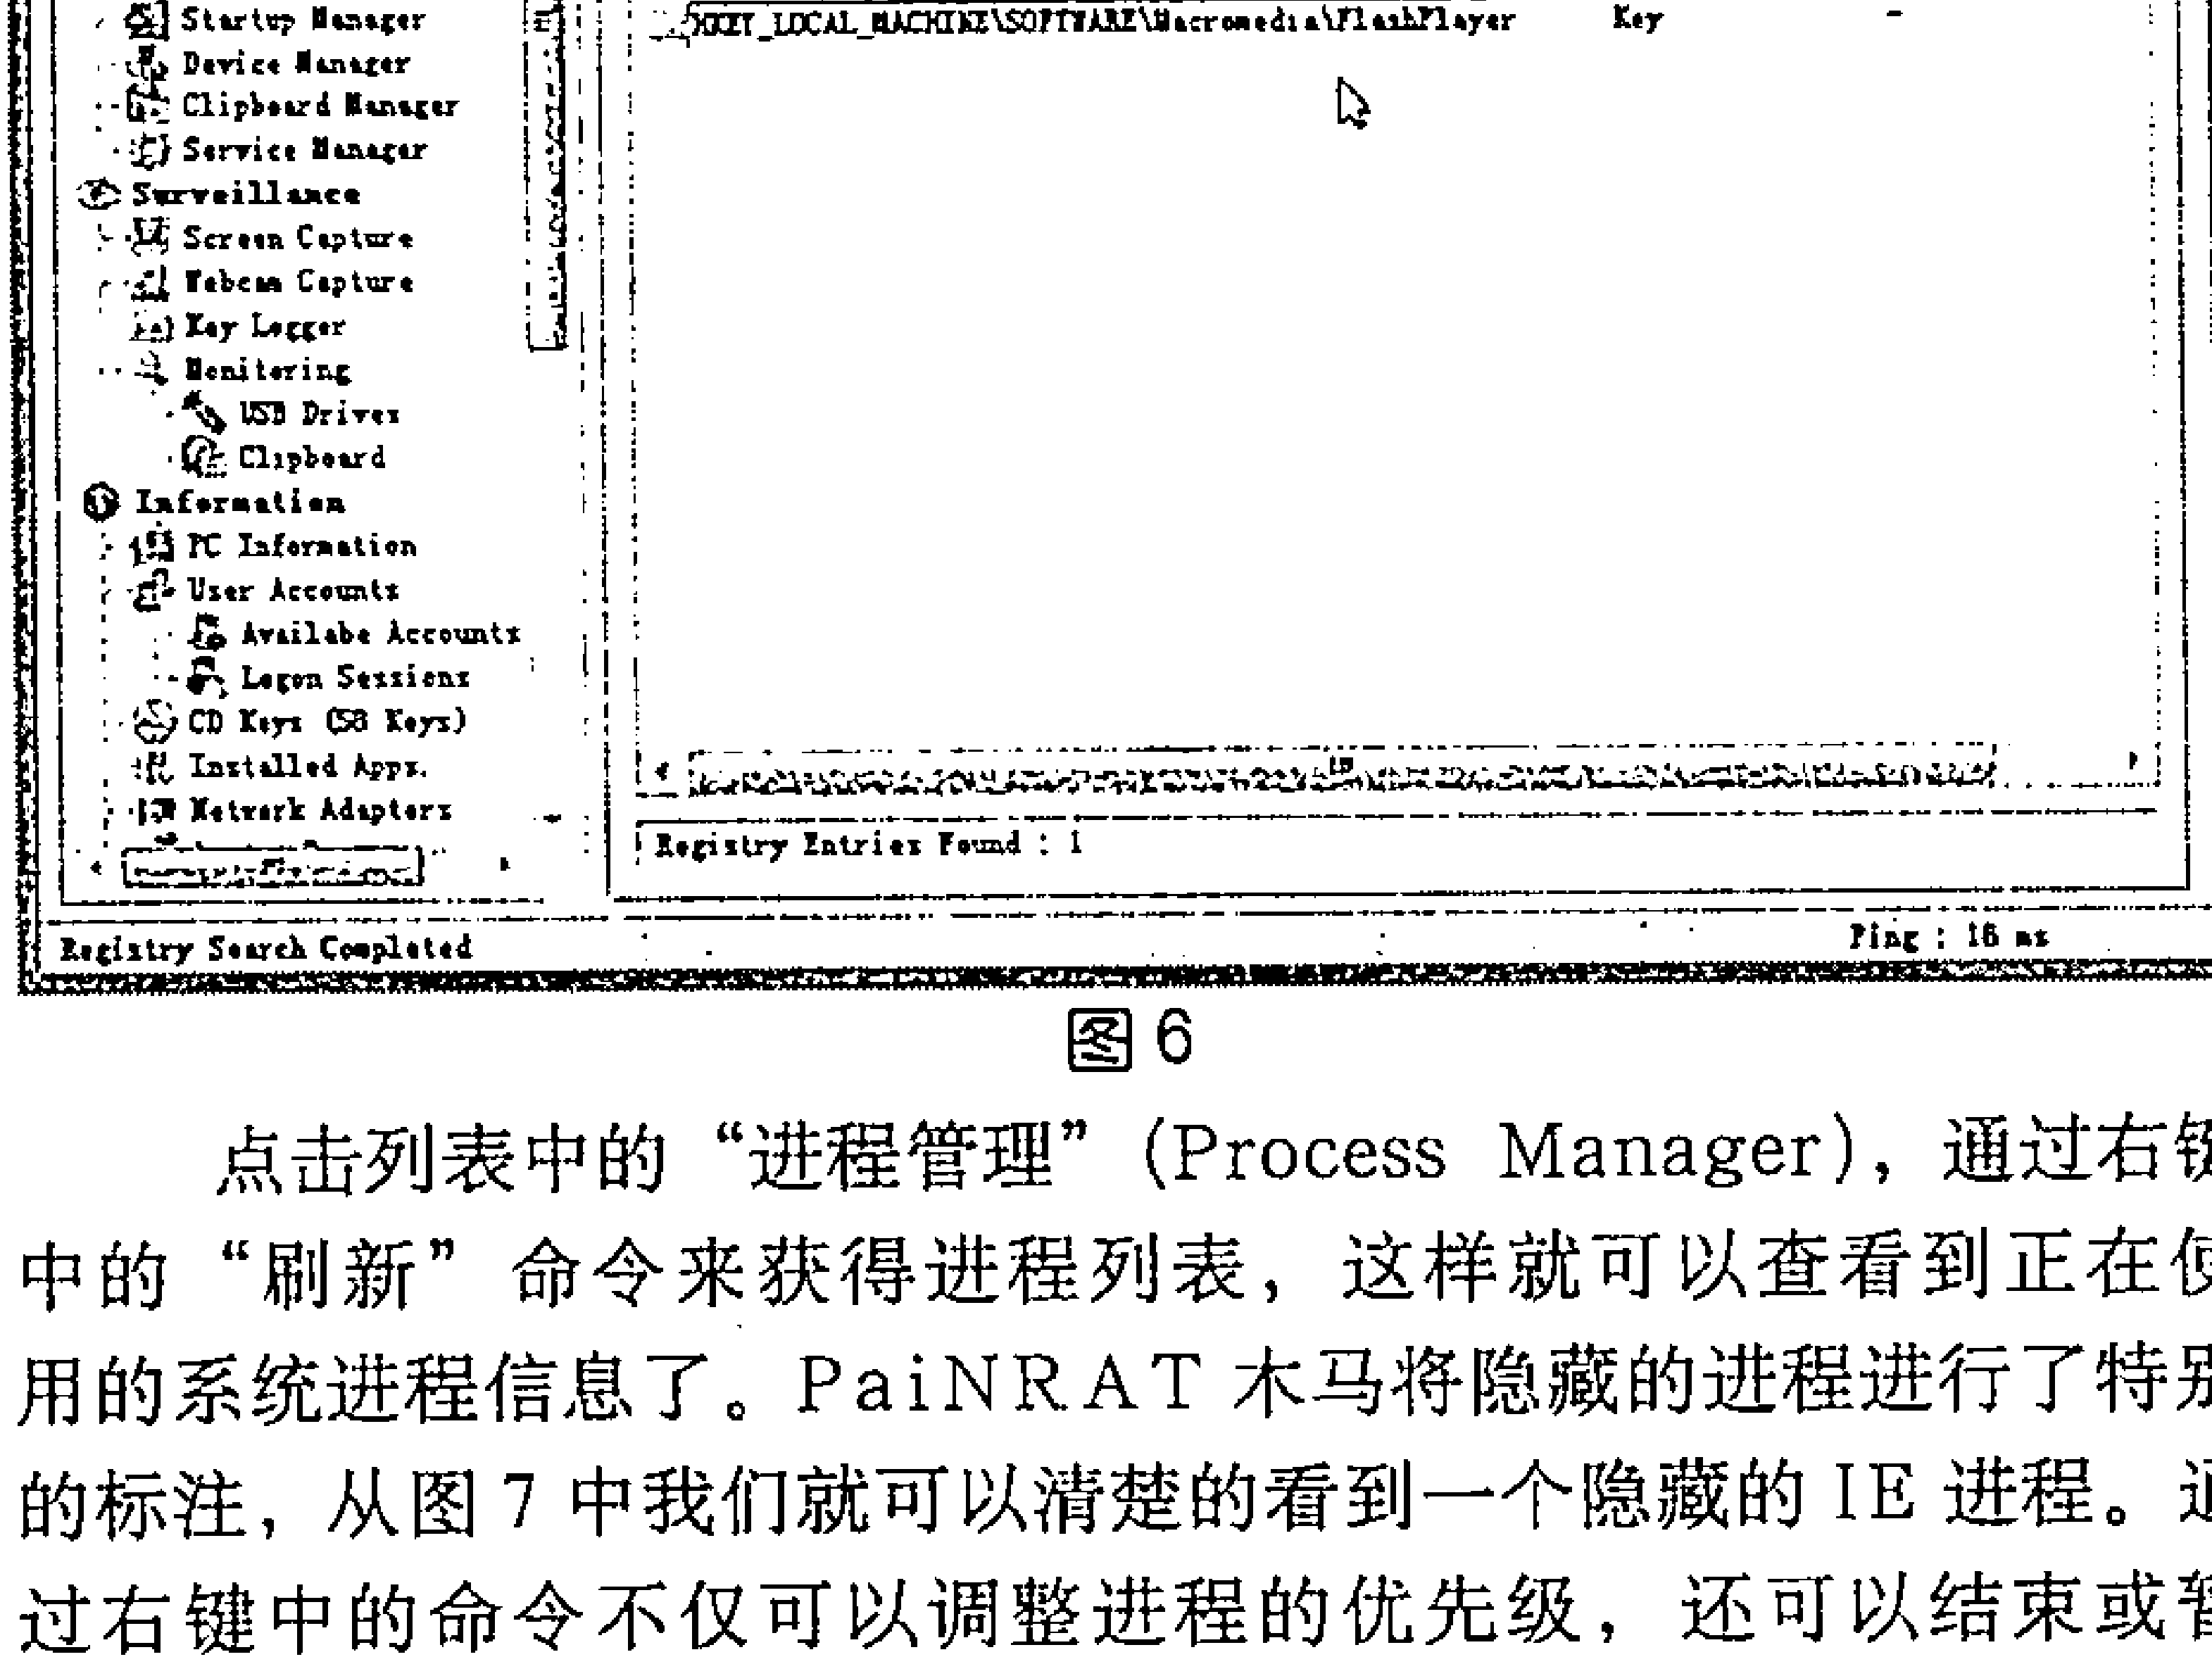 Startup Manager
HKEY_LOCAL_MACHINE\SOFTWARE\Macromedia\FlashPlayer Key -
Device Manager
Clipboard Manager
Service Manager
Surveillance
Screen Capture
Webcam Capture
Key Logger
Monitoring
USB Drives
Clipboard
Information
PC Information
User Accounts
Availabe Accounts
Logon Sessions
CD Keys (58 Keys)
Installed Apps.
Network Adapters
Registry Entries Found : 1
Registry Search Completed
Ping : 16 ms
图 6
点击列表中的“进程管理”(Process Manager)，通过右键
中的“刷新”命令来获得进程列表，这样就可以查看到正在使
用的系统进程信息了。PaiNRAT 木马将隐藏的进程进行了特别
的标注，从图 7 中我们就可以清楚的看到一个隐藏的 IE 进程。通
过右键中的命令不仅可以调整进程的优先级，还可以结束或暂